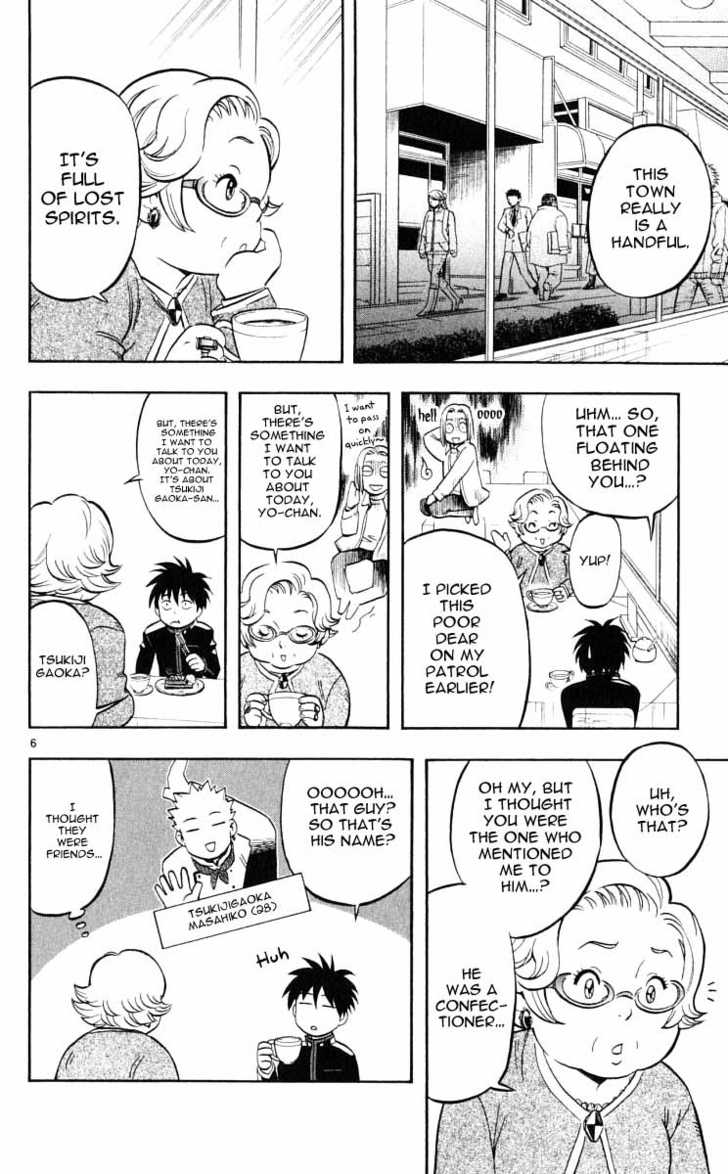 THIS
TOWN
REALLY
IS A
HANDFUL.
IT'S
FULL
OF LOST
SPIRITS.
UHM... SO,
THAT ONE
FLOATING
BEHIND
YOU...?
hell
OOOO
YUP!
I PICKED
THIS
POOR
DEAR
ON MY
PATROL
EARLIER!
I want
to pass
on
quickly~
BUT,
THERE'S
SOMETHING
I WANT
TO TALK
TO YOU
ABOUT
TODAY,
YO-CHAN.
BUT, THERE'S
SOMETHING
I WANT TO
TALK TO YOU
ABOUT TODAY,
YO-CHAN.
IT'S ABOUT
TSUKIJI
GAOKA-SAN...
TSUKIJI
GAOKA?
6
UH,
WHO'S
THAT?
OH MY, BUT
I THOUGHT
YOU WERE
THE ONE WHO
MENTIONED
ME TO
HIM...?
HE
WAS A
CONFEC-
TIONER...
OOOOOH...
THAT GUY?
SO THAT'S
HIS NAME?
TSUKIJIGAOKA
MASAHIKO (28)
Huh
I
THOUGHT
THEY
WERE
FRIENDS...